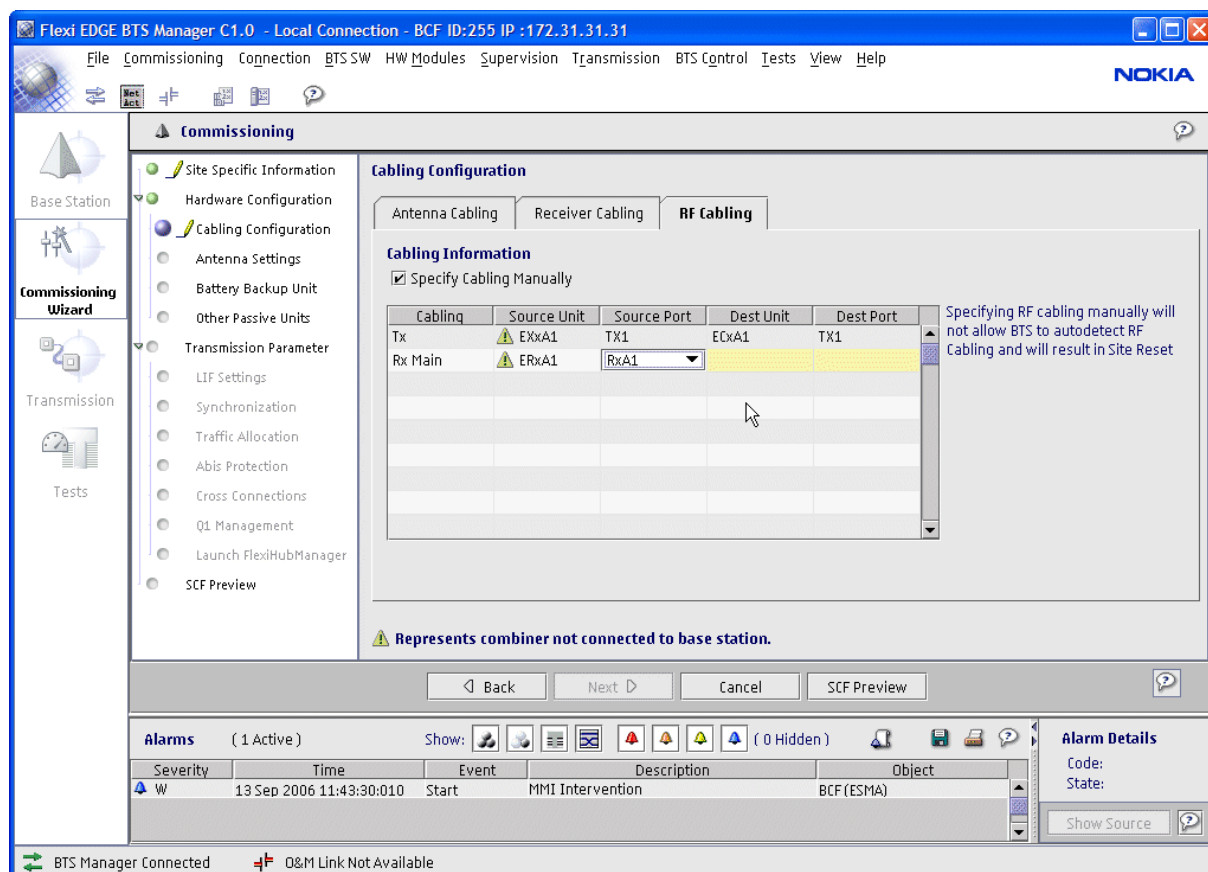 Flexi EDGE BTS Manager C1.0 - Local Connection - BCF ID:255 IP :172.31.31.31
File Commissioning Connection BTS SW HW Modules Supervision Transmission BTS Control Tests View Help
NOKIA
Net Act
Commissioning
Base Station
Commissioning Wizard
Transmission
Tests
Site Specific Information
Hardware Configuration
Cabling Configuration
Antenna Settings
Battery Backup Unit
Other Passive Units
Transmission Parameter
LIF Settings
Synchronization
Traffic Allocation
Abis Protection
Cross Connections
Q1 Management
Launch FlexiHubManager
SCF Preview
Cabling Configuration
Antenna Cabling Receiver Cabling RF Cabling
Cabling Information
Specify Cabling Manually
Cabling Source Unit Source Port Dest Unit Dest Port
Tx EXxA1 TX1 ECxA1 TX1
Rx Main ERxA1 RxA1
Specifying RF cabling manually will
not allow BTS to autodetect RF
Cabling and will result in Site Reset
Represents combiner not connected to base station.
Back Next Cancel SCF Preview
Alarms (1 Active) Show: (0 Hidden)
Severity Time Event Description Object
W 13 Sep 2006 11:43:30:010 Start MMI Intervention BCF (ESMA)
Alarm Details
Code:
State:
Show Source
BTS Manager Connected O&M Link Not Available